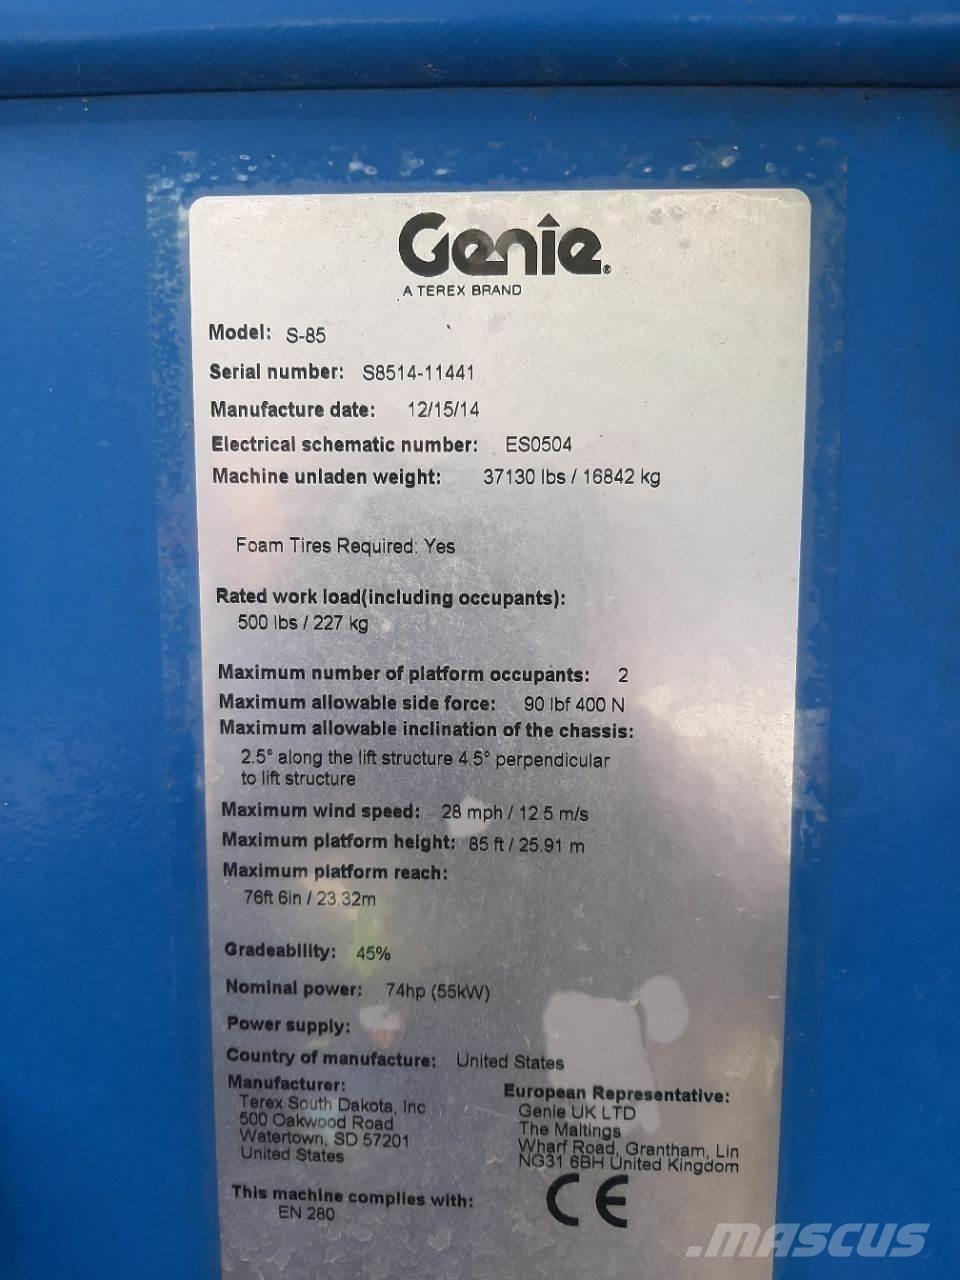 Genie®
A TEREX BRAND
Model: S-85
Serial number: S8514-11441
Manufacture date: 12/15/14
Electrical schematic number: ES0504
Machine unladen weight: 37130 lbs / 16842 kg
Foam Tires Required: Yes
Rated work load(including occupants):
500 lbs / 227 kg
Maximum number of platform occupants: 2
Maximum allowable side force: 90 lbf 400 N
Maximum allowable inclination of the chassis:
2.5° along the lift structure 4.5° perpendicular
to lift structure
Maximum wind speed: 28 mph / 12.5 m/s
Maximum platform height: 85 ft / 25.91 m
Maximum platform reach:
76ft 6in / 23.32m
Gradeability: 45%
Nominal power: 74hp (55kW)
Power supply:
Country of manufacture: United States
Manufacturer:
Terex South Dakota, Inc
500 Oakwood Road
Watertown, SD 57201
United States
European Representative:
Genie UK LTD
The Maltings
Wharf Road, Grantham, Lin
NG31 6BH United Kingdom
This machine complies with:
EN 280
CE
.MASCUS